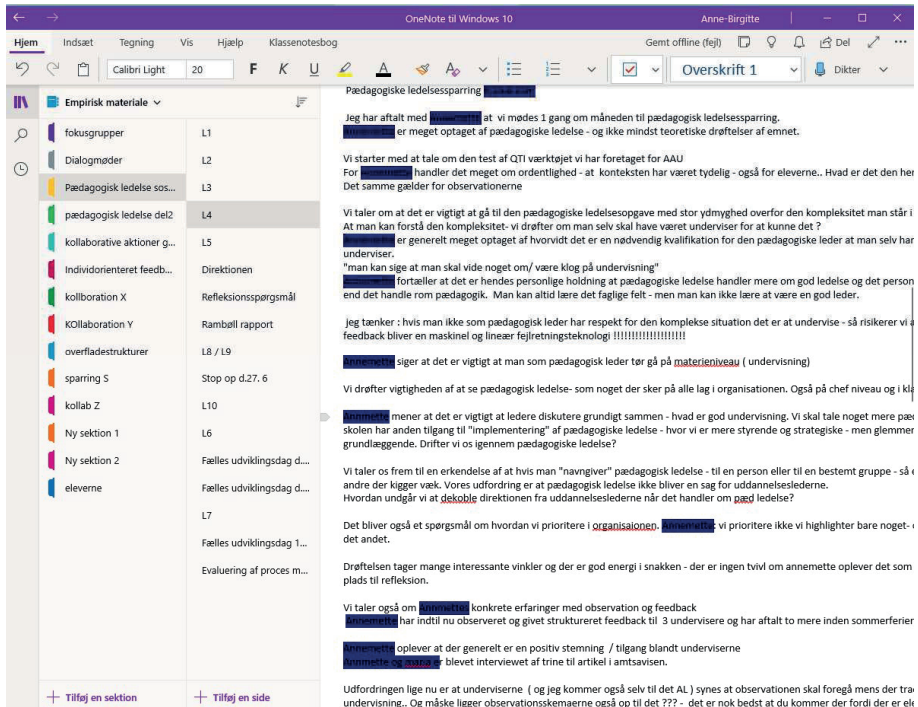 OneNote til Windows 10
Anne-Birgitte
Hjem Indsæt Tegning Vis Hjælp Klassenotesbog
Gemt offline (fejl) Del
Calibri Light 20 F K U A A Overskrift 1 Dikter
Empirisk materiale
fokusgrupper
Dialogmøder
Pædagogisk ledelse sos...
pædagogisk ledelse del2
kollaborative aktioner g...
Individorienteret feedb...
kollboration X
KOllaboration Y
overfladestrukturer
sparring S
kollab Z
Ny sektion 1
Ny sektion 2
eleverne
Tilføj en sektion
L1
L2
L3
L4
L5
Direktionen
Refleksionsspørgsmål
Rambøll rapport
L8 / L9
Stop op d.27. 6
L10
L6
Fælles udviklingsdag d....
Fælles udviklingsdag d....
L7
Fælles udviklingsdag 1...
Evaluering af proces m...
Tilføj en side
Pædagogiske ledelsessparring
Jeg har aftalt med at vi mødes 1 gang om måneden til pædagogisk ledelsessparring.
er meget optaget af pædagogiske ledelse - og ikke mindst teoretiske drøftelser af emnet.
Vi starter med at tale om den test af QTI værktøjet vi har foretaget for AAU
For handler det meget om ordentlighed - at konteksten har været tydelig - også for eleverne.. Hvad er det den her
Det samme gælder for observationerne
Vi taler om at det er vigtigt at gå til den pædagogiske ledelsesopgave med stor ydmyghed overfor den kompleksitet man står i
At man kan forstå den kompleksitet- vi drøfter om man selv skal have været underviser for at kunne det ?
er generelt meget optaget af hvorvidt det er en nødvendig kvalifikation for den pædagogiske leder at man selv har
underviser.
"man kan sige at man skal vide noget om/ være klog på undervisning"
fortæller at det er hendes personlige holdning at pædagogiske ledelse handler mere om god ledelse og det person
end det handle rom pædagogik. Man kan altid lære det faglige felt - men man kan ikke lære at være en god leder.
jeg tænker : hvis man ikke som pædagogisk leder har respekt for den komplekse situation det er at undervise - så risikerer vi a
feedback bliver en maskinel og lineær fejlretningsteknologi !!!!!!!!!!!!!!!!!!!!
siger at det er vigtigt at man som pædagogisk leder tør gå på materieniveau ( undervisning)
Vi drøfter vigtigheden af at se pædagogisk ledelse- som noget der sker på alle lag i organisationen. Også på chef niveau og i kla
mener at det er vigtigt at ledere diskutere grundigt sammen - hvad er god undervisning. Vi skal tale noget mere pæd
skolen har anden tilgang til "implementering" af pædagogiske ledelse - hvor vi er mere styrende og strategiske - men glemmer
grundlæggende. Drifter vi os igennem pædagogiske ledelse?
Vi taler os frem til en erkendelse af at hvis man "navngiver" pædagogisk ledelse - til en person eller til en bestemt gruppe - så e
andre der kigger væk. Vores udfordring er at pædagogisk ledelse ikke bliver en sag for uddannelseslederne.
Hvordan undgår vi at dekoble direktionen fra uddannelseslederne når det handler om pæd ledelse?
Det bliver også et spørgsmål om hvordan vi prioritere i organisaionen. : vi prioritere ikke vi highlighter bare noget-
det andet.
Drøftelsen tager mange interessante vinkler og der er god energi i snakken - der er ingen tvivl om annemette oplever det som
plads til refleksion.
Vi taler også om konkrete erfaringer med observation og feedback
har indtil nu observeret og givet struktureret feedback til 3 undervisere og har aftalt to mere inden sommerferien
oplever at der generelt er en positiv stemning / tilgang blandt underviserne
er blevet interviewet af trine til artikel i amtsavisen.
Udfordringen lige nu er at underviserne ( og jeg kommer også selv til det AL ) synes at observationen skal foregå mens der tra
undervisning.. Og måske ligger observationsskemaerne også op til det ??? - det er nok bedst at du kommer der fordi der er ele